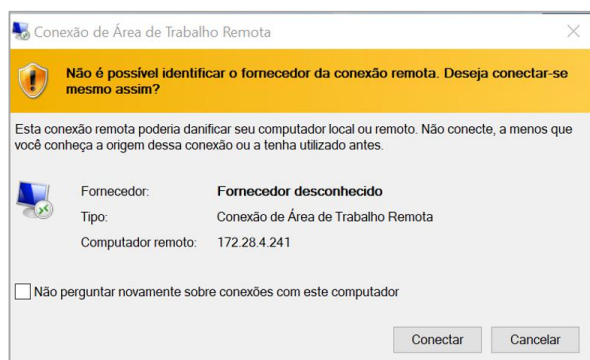 Conexão de Área de Trabalho Remota
Não é possível identificar o fornecedor da conexão remota. Deseja conectar-se
mesmo assim?
Esta conexão remota poderia danificar seu computador local ou remoto. Não conecte, a menos que
você conheça a origem dessa conexão ou a tenha utilizado antes.
Fornecedor: Fornecedor desconhecido
Tipo: Conexão de Área de Trabalho Remota
Computador remoto: 172.28.4.241
Não perguntar novamente sobre conexões com este computador
Conectar Cancelar